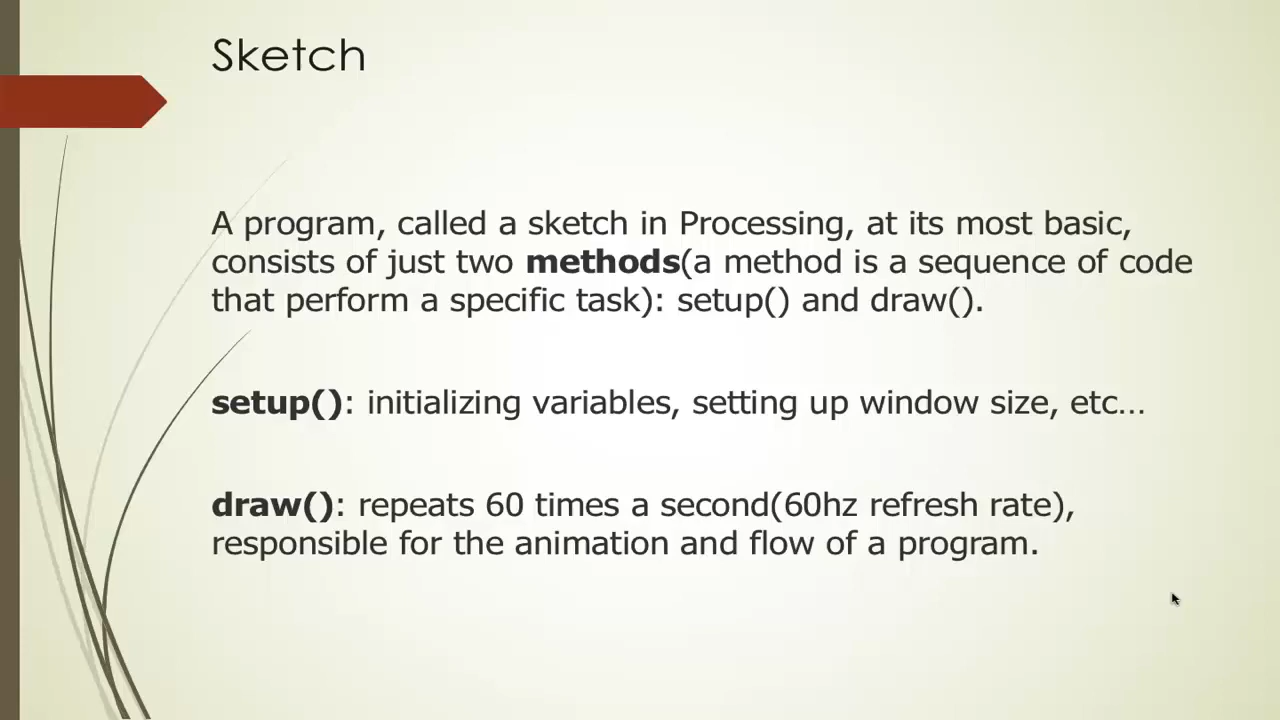 Sketch
A program, called a sketch in Processing, at its most basic,
consists of just two methods(a method is a sequence of code
that perform a specific task): setup() and draw().
setup(): initializing variables, setting up window size, etc…
draw(): repeats 60 times a second(60hz refresh rate),
responsible for the animation and flow of a program.